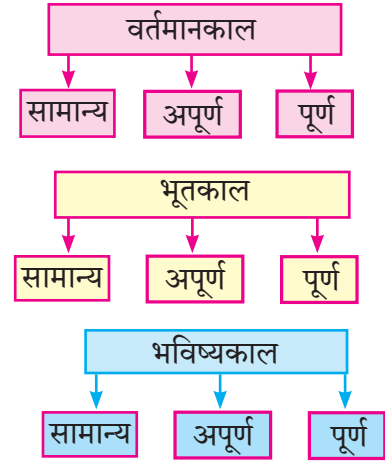 वर्तमानकाल
सामान्य अपूर्ण पूर्ण
भूतकाल
सामान्य अपूर्ण पूर्ण
भविष्यकाल
सामान्य अपूर्ण पूर्ण